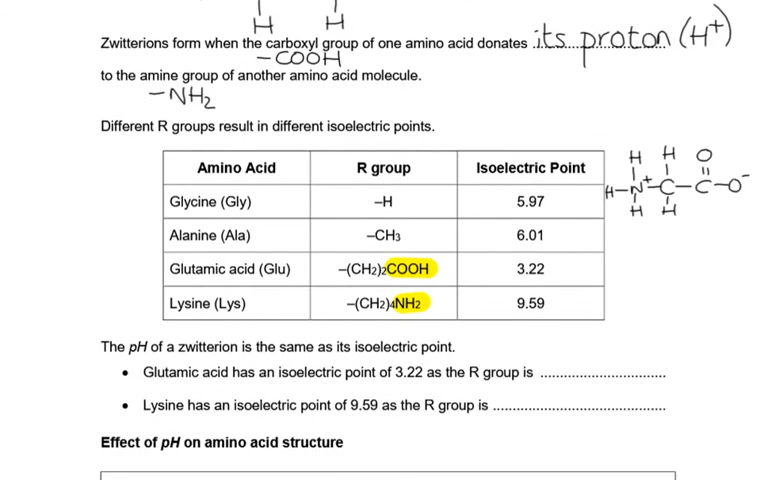 H H
Zwitterions form when the carboxyl group of one amino acid donates its proton (H+)
-COOH
to the amine group of another amino acid molecule.
-NH2
Different R groups result in different isoelectric points.
Amino Acid R group Isoelectric Point
Glycine (Gly) –H 5.97
Alanine (Ala) –CH3 6.01
Glutamic acid (Glu) –(CH2)2COOH 3.22
Lysine (Lys) –(CH2)4NH2 9.59
H H O
H-N+-C-C-O-
H H
The pH of a zwitterion is the same as its isoelectric point.
• Glutamic acid has an isoelectric point of 3.22 as the R group is ................................
• Lysine has an isoelectric point of 9.59 as the R group is ............................................
Effect of pH on amino acid structure